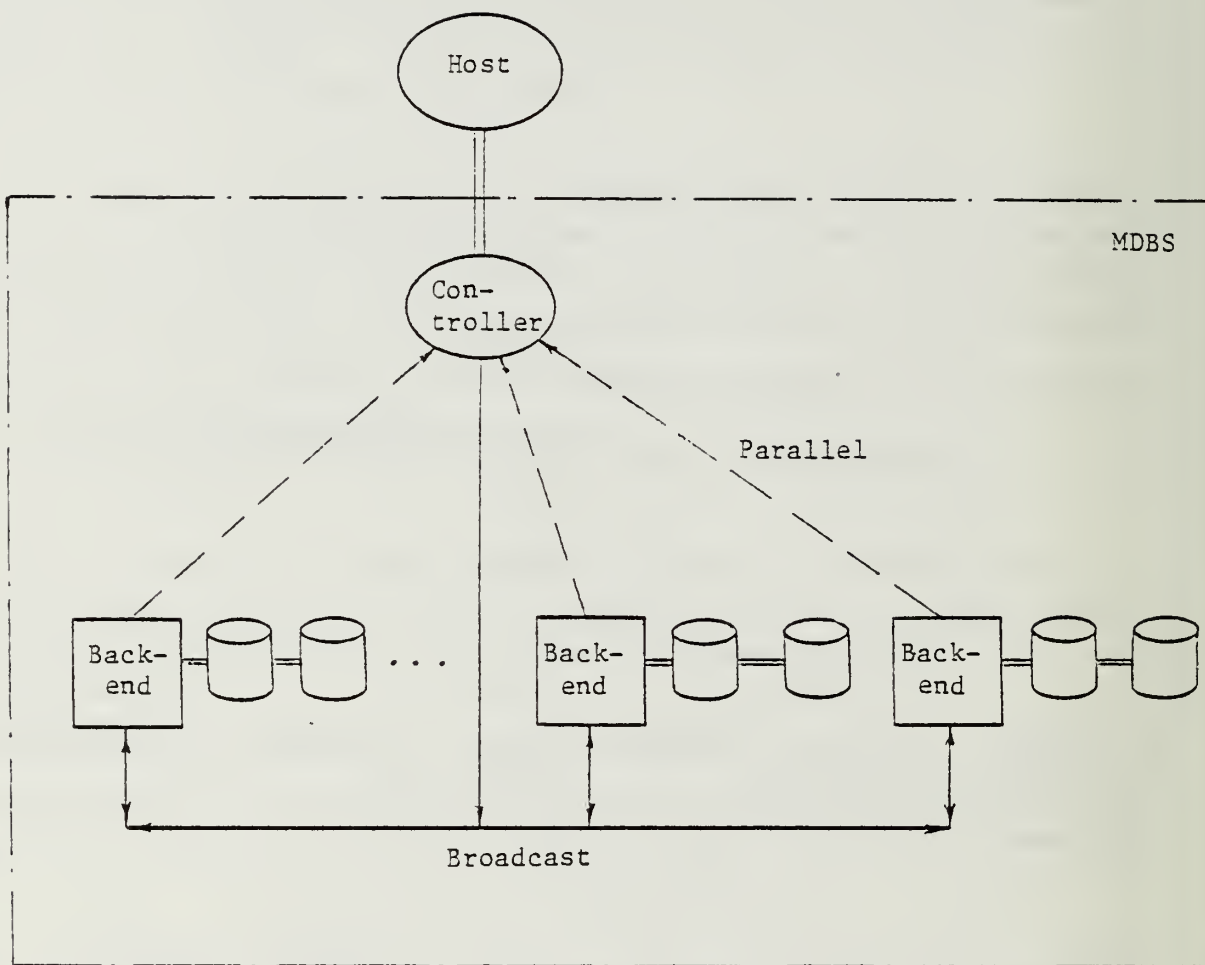 Host
MDBS
Con-
troller
Parallel
Back-
end
...
Back-
end
Back-
end
Broadcast